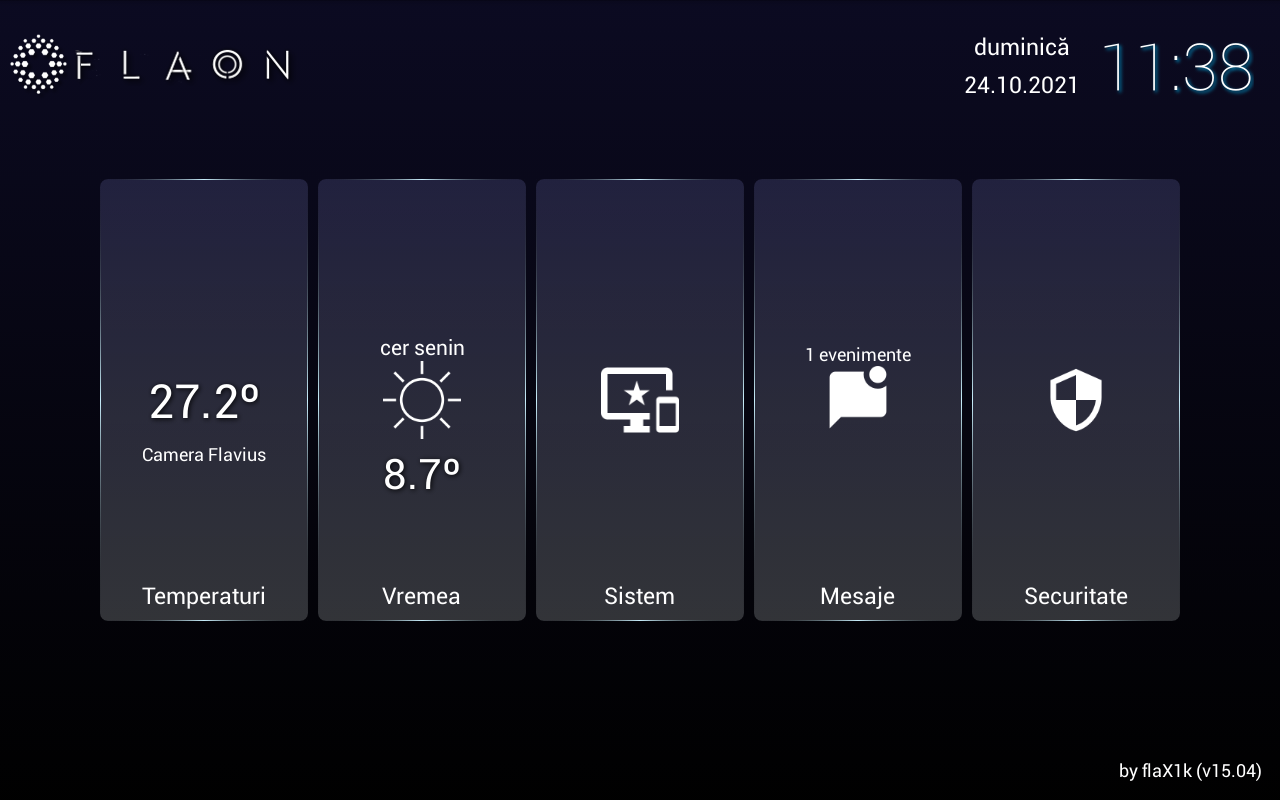 FLAON
duminică
24.10.2021
11:38
27.2º
Camera Flavius
Temperaturi
cer senin
8.7º
Vremea
Sistem
1 evenimente
Mesaje
Securitate
by flaX1k (v15.04)